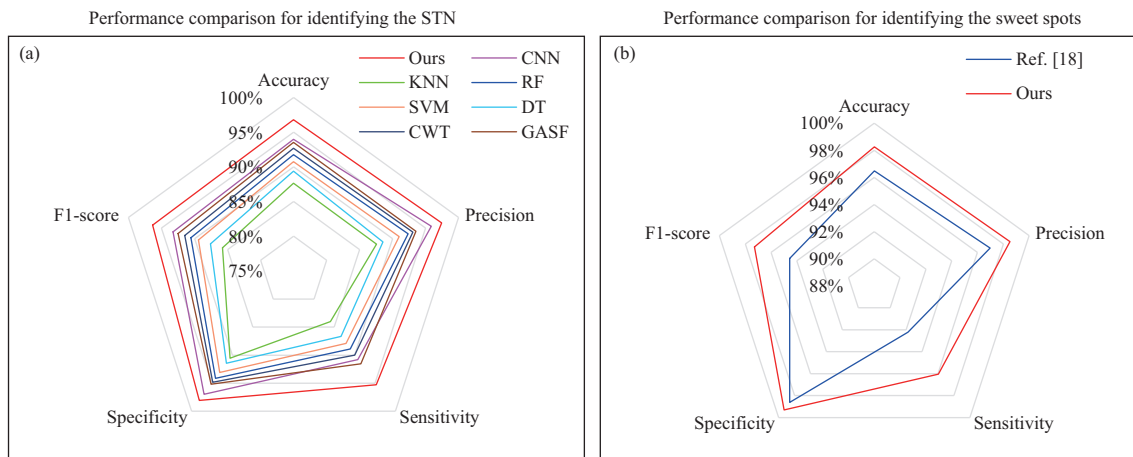 Performance comparison for identifying the STN
(a)
Ours
CNN
KNN
RF
SVM
DT
CWT
GASF
Accuracy
100%
95%
90%
85%
80%
75%
F1-score
Precision
Specificity
Sensitivity
Performance comparison for identifying the sweet spots
(b)
Ref. [18]
Ours
Accuracy
100%
98%
96%
94%
92%
90%
88%
F1-score
Precision
Specificity
Sensitivity